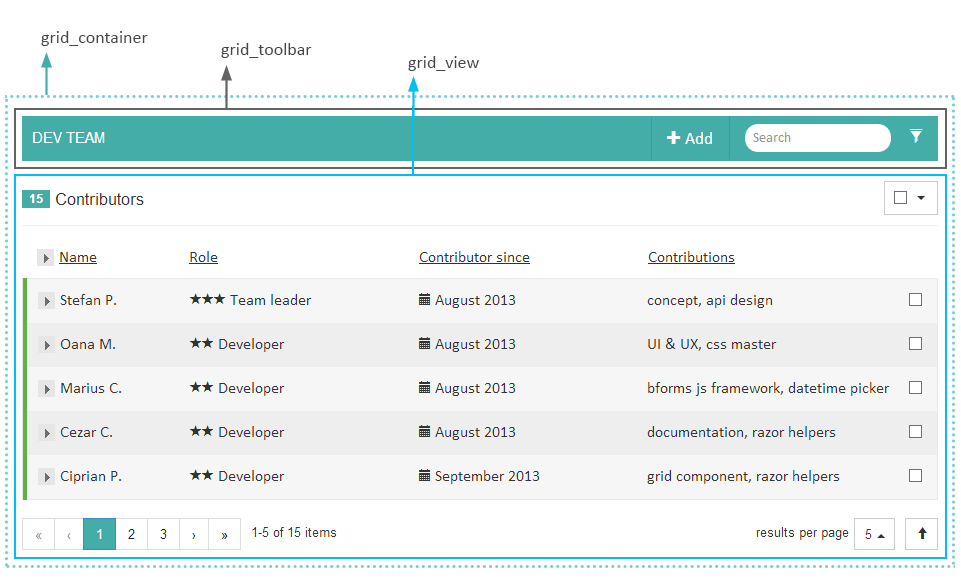 grid_container
grid_toolbar
grid_view
DEV TEAM Add Search
15 Contributors
Name Role Contributor since Contributions
Stefan P. ★★★ Team leader August 2013 concept, api design
Oana M. ★★ Developer August 2013 UI & UX, css master
Marius C. ★★ Developer August 2013 bforms js framework, datetime picker
Cezar C. ★★ Developer August 2013 documentation, razor helpers
Ciprian P. ★★ Developer September 2013 grid component, razor helpers
« ‹ 1 2 3 › » 1-5 of 15 items results per page 5